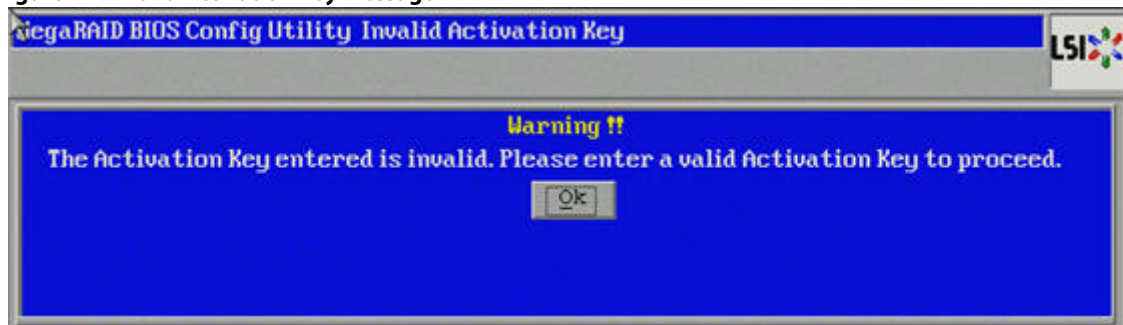 MegaRAID BIOS Config Utility Invalid Activation Key
LSI
Warning !!
The Activation Key entered is invalid. Please enter a valid Activation Key to proceed.
Ok